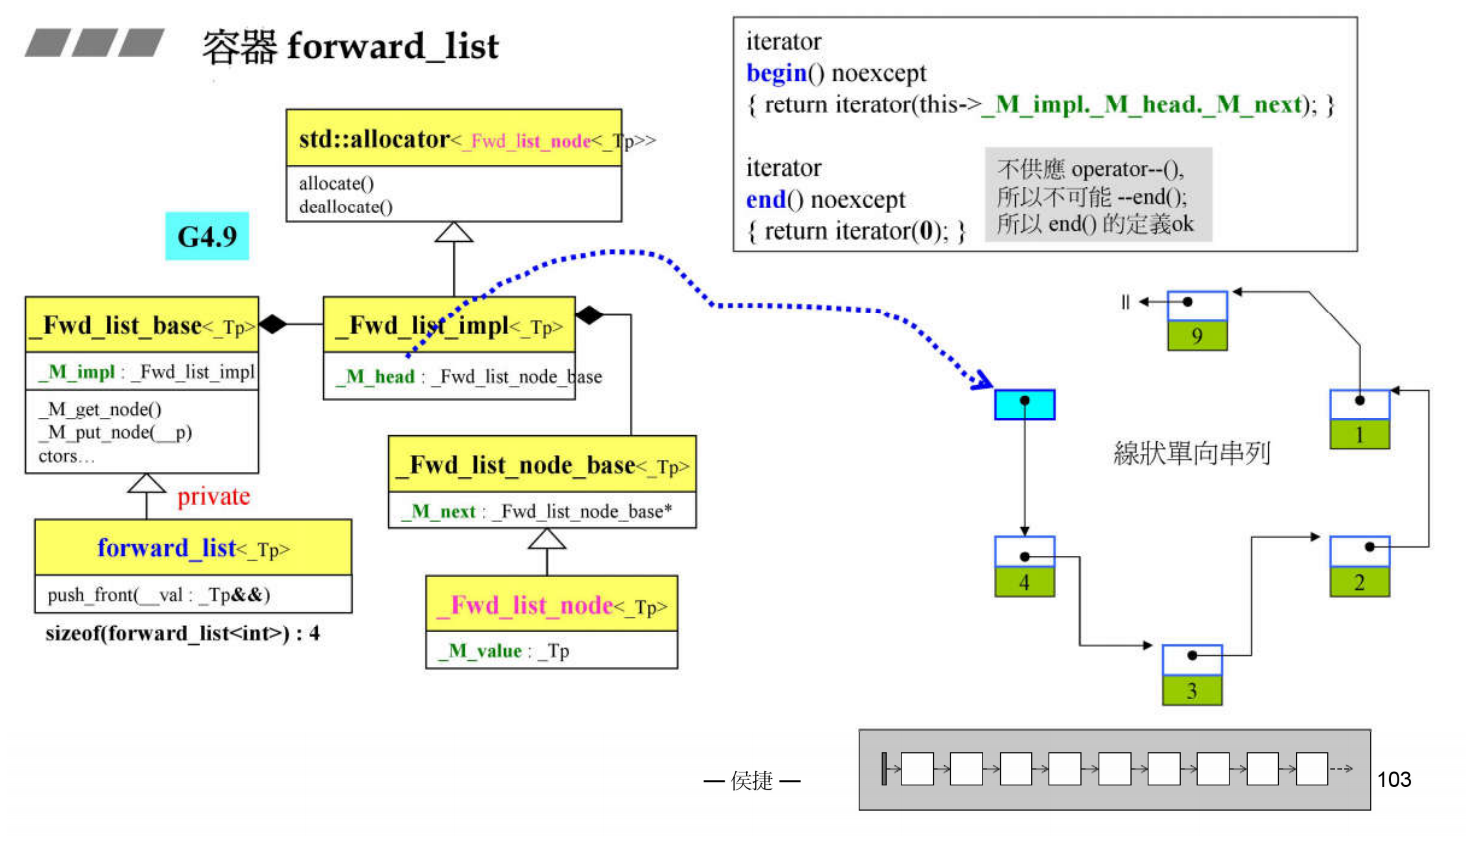 容器 forward_list
iterator
begin() noexcept
{ return iterator(this->_M_impl._M_head._M_next); }
iterator
end() noexcept
{ return iterator(0); }
不供應 operator--(),
所以不可能 --end();
所以 end() 的定義ok
std::allocator<_Fwd_list_node<_Tp>>
allocate()
deallocate()
G4.9
_Fwd_list_base<_Tp>
_M_impl : _Fwd_list_impl
_M_get_node()
_M_put_node(__p)
ctors…
_Fwd_list_impl<_Tp>
_M_head : _Fwd_list_node_base
_Fwd_list_node_base<_Tp>
_M_next : _Fwd_list_node_base*
private
forward_list<_Tp>
push_front(__val : _Tp&&)
sizeof(forward_list<int>) : 4
_Fwd_list_node<_Tp>
_M_value : _Tp
9
1
線狀單向串列
4
2
3
— 侯捷 —
103